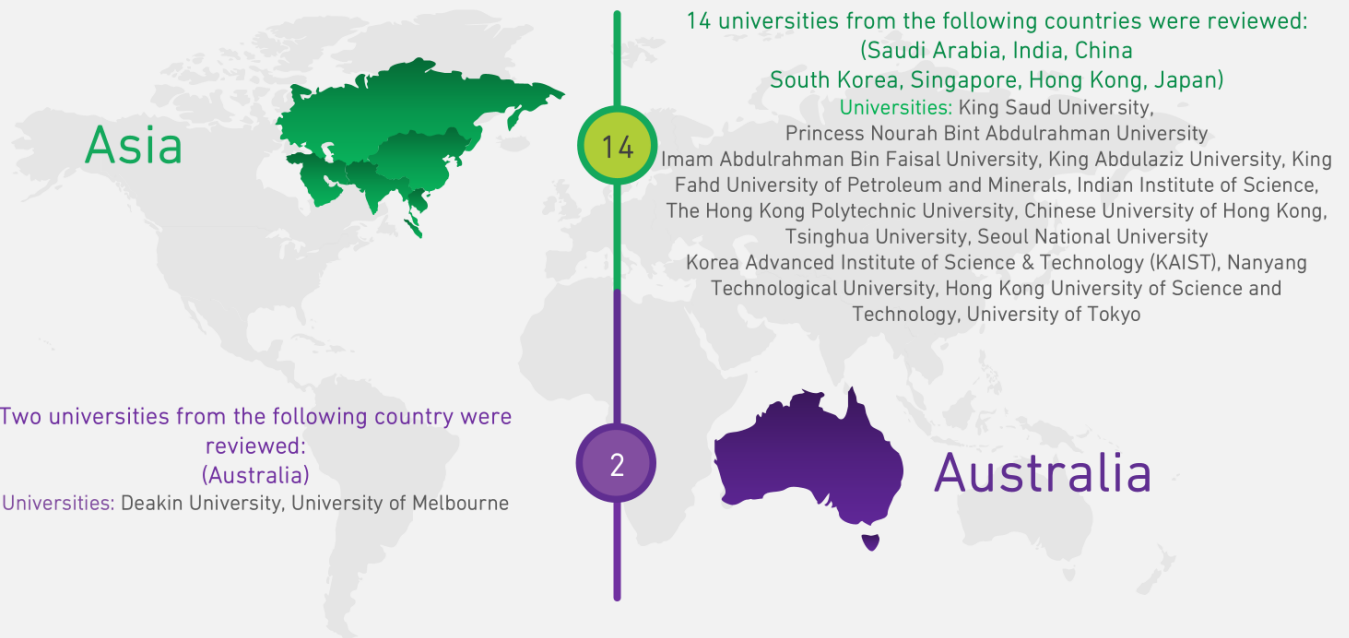 Asia
14
14 universities from the following countries were reviewed:
(Saudi Arabia, India, China
South Korea, Singapore, Hong Kong, Japan)
Universities: King Saud University,
Princess Nourah Bint Abdulrahman University
Imam Abdulrahman Bin Faisal University, King Abdulaziz University, King
Fahd University of Petroleum and Minerals, Indian Institute of Science,
The Hong Kong Polytechnic University, Chinese University of Hong Kong,
Tsinghua University, Seoul National University
Korea Advanced Institute of Science & Technology (KAIST), Nanyang
Technological University, Hong Kong University of Science and
Technology, University of Tokyo
Two universities from the following country were
reviewed:
(Australia)
Universities: Deakin University, University of Melbourne
2
Australia